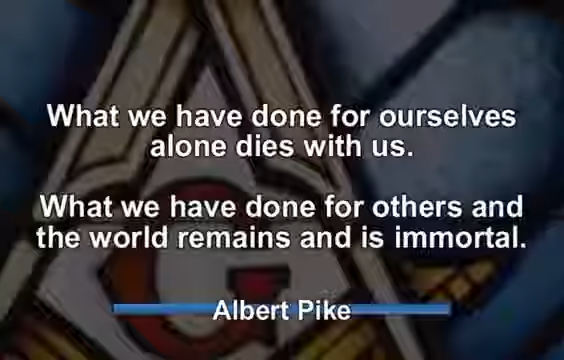 What we have done for ourselves
alone dies with us.
What we have done for others and
the world remains and is immortal.
Albert Pike
G